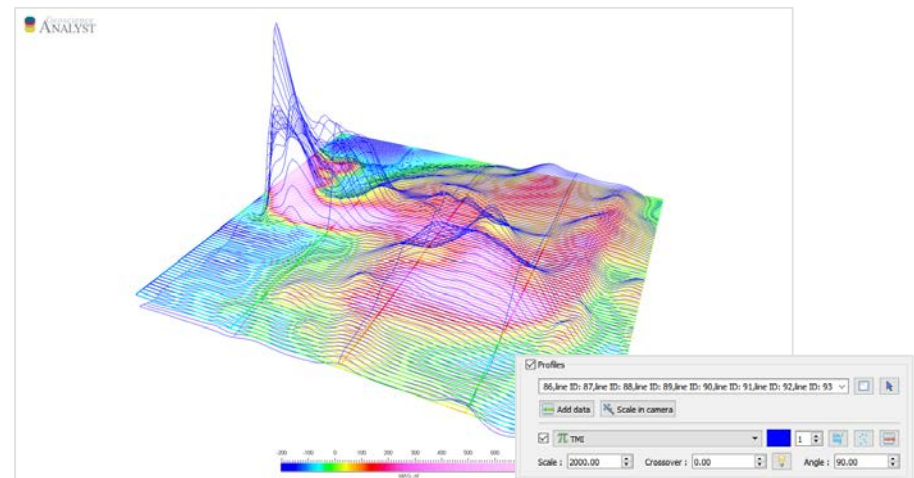 Geoscience
ANALYST
Profiles
86,line ID: 87,line ID: 88,line ID: 89,line ID: 90,line ID: 91,line ID: 92,line ID: 93
Add data Scale in camera
TMI 1
Scale : 2000.00 Crossover : 0.00 Angle : 90.00
-200 -100 0 100 200 300 400 500 600